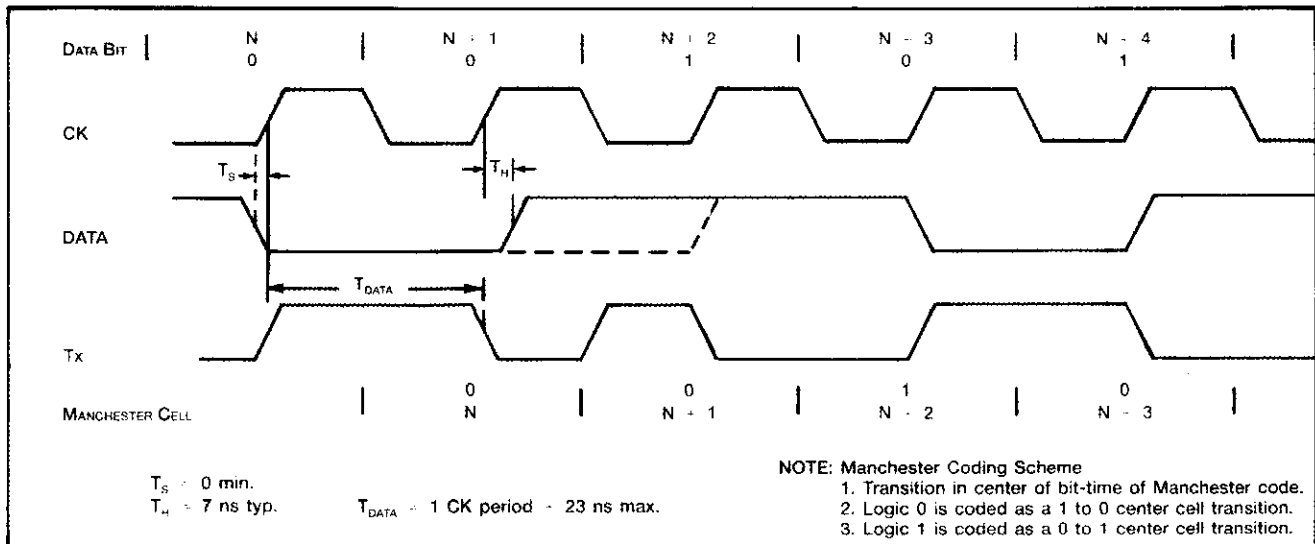 DATA BIT | N | N + 1 | N + 2 | N - 3 | N - 4 |
0 0 1 0 1
CK
T_S T_H
DATA
T_DATA
Tx
0 0 1 0
MANCHESTER CELL | N | N + 1 | N - 2 | N - 3 |
T_S - 0 min.
T_H - 7 ns typ. T_DATA - 1 CK period - 23 ns max.
NOTE: Manchester Coding Scheme
1. Transition in center of bit-time of Manchester code.
2. Logic 0 is coded as a 1 to 0 center cell transition.
3. Logic 1 is coded as a 0 to 1 center cell transition.